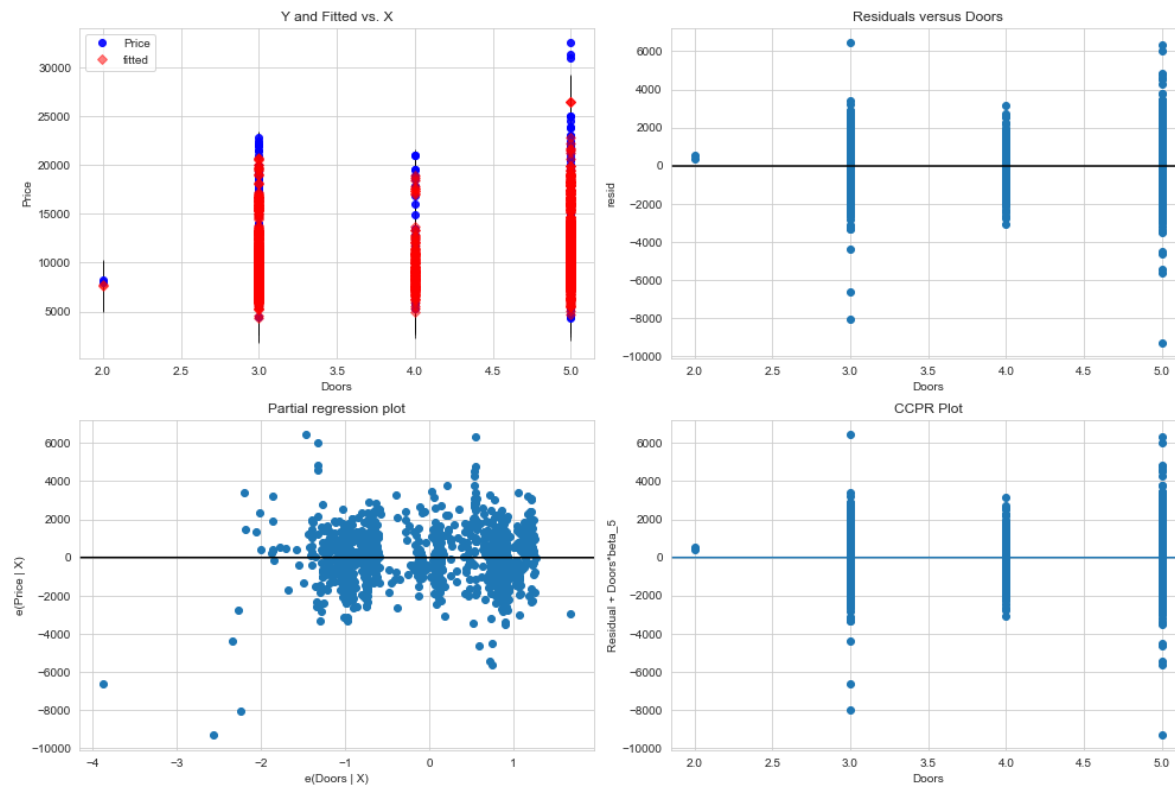 Y and Fitted vs. X
Price
fitted
30000
25000
20000
15000
10000
5000
Price
2.0 2.5 3.0 3.5 4.0 4.5 5.0
Doors
Residuals versus Doors
6000
4000
2000
0
−2000
−4000
−6000
−8000
−10000
resid
2.0 2.5 3.0 3.5 4.0 4.5 5.0
Doors
Partial regression plot
6000
4000
2000
0
−2000
−4000
−6000
−8000
−10000
e(Price | X)
−4 −3 −2 −1 0 1
e(Doors | X)
CCPR Plot
6000
4000
2000
0
−2000
−4000
−6000
−8000
−10000
Residual + Doors*beta_5
2.0 2.5 3.0 3.5 4.0 4.5 5.0
Doors